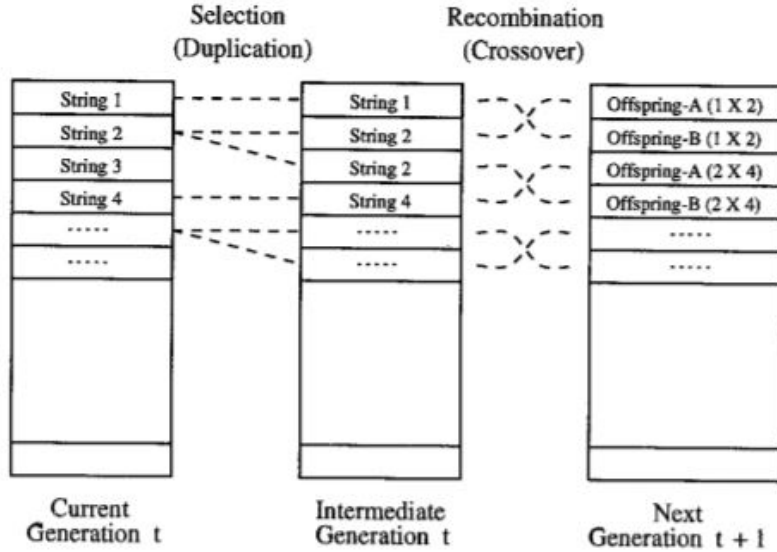 Selection
(Duplication)
Recombination
(Crossover)
String 1
String 2
String 3
String 4
.....
.....
String 1
String 2
String 2
String 4
.....
.....
Offspring-A (1 X 2)
Offspring-B (1 X 2)
Offspring-A (2 X 4)
Offspring-B (2 X 4)
.....
.....
Current
Generation t
Intermediate
Generation t
Next
Generation t + 1